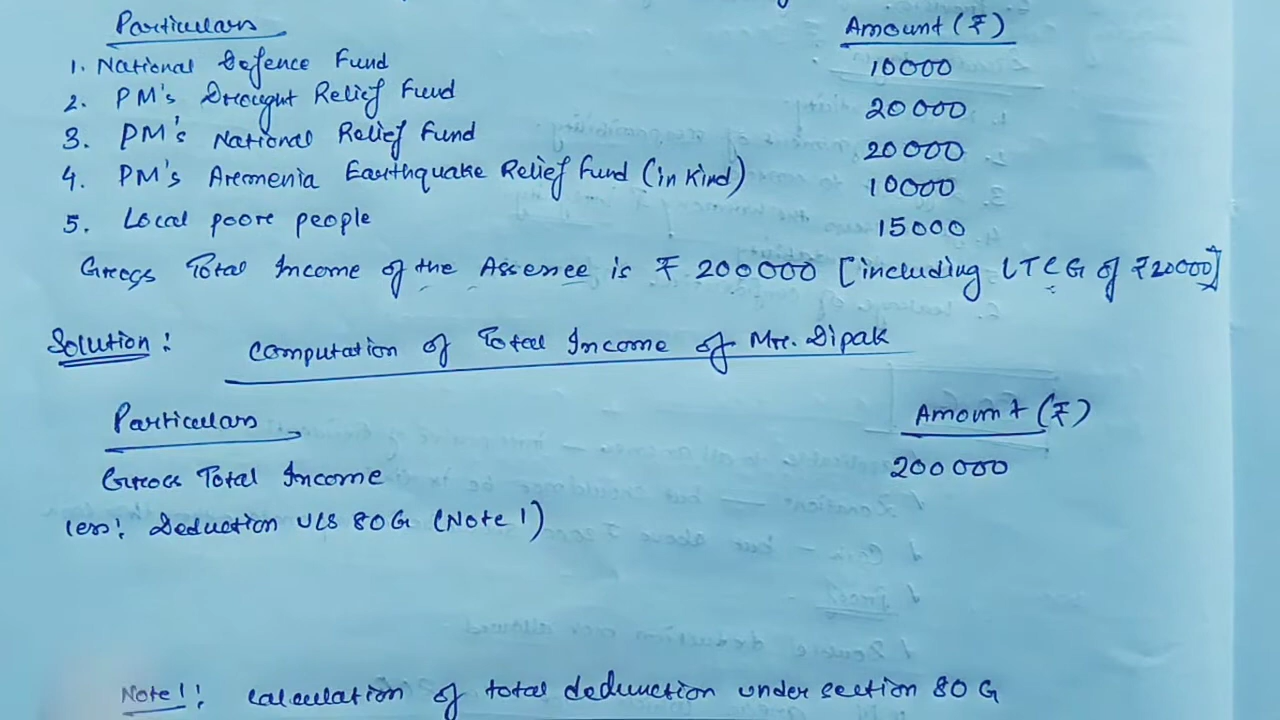 Particulars Amount (₹)
1. National Defence Fund 10000
2. PM's Drought Relief Fund 20000
3. PM's National Relief Fund 20000
4. PM's Aremenia Earthquake Relief Fund (in kind) 10000
5. Local poore people 15000
Gross Total Income of the Assessee is ₹ 200000 [including LTCG of ₹20000]
Solution: Computation of Total Income of Mr. Dipak
Particulars Amount (₹)
Gross Total Income 200000
Less: Deduction U/S 80G (Note 1)
Note 1: Calculation of total deduction under section 80 G